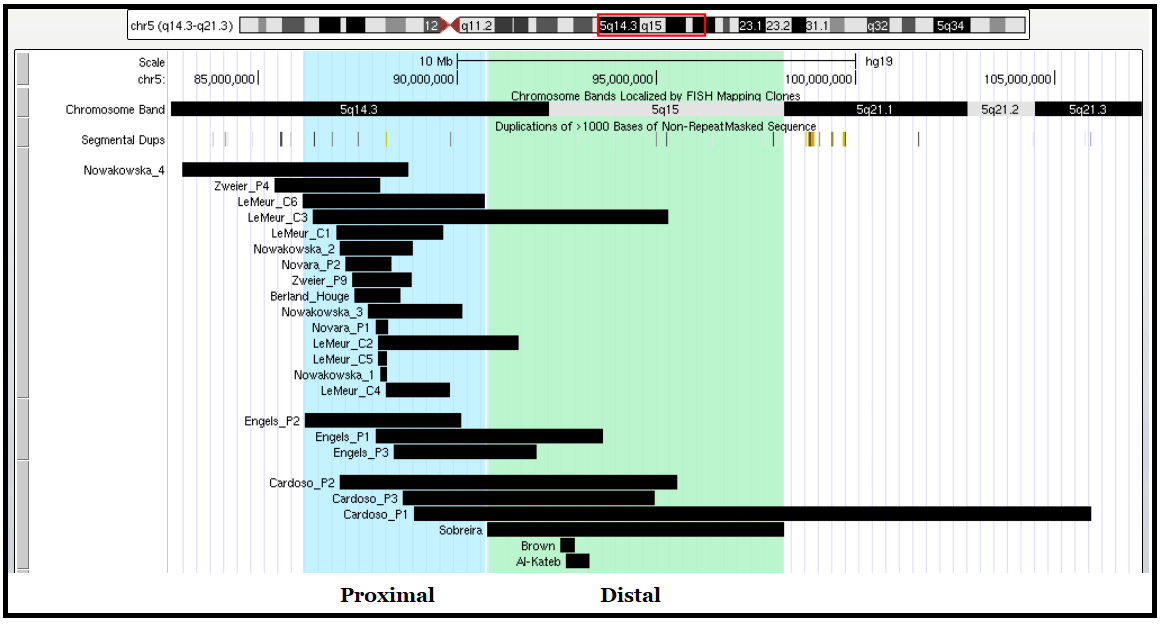 chr5 (q14.3-q21.3) 12 q11.2 5q14.3 q15 23.1 23.2 31.1 q32 5q34
Scale 10 Mb hg19
chr5: 85,000,000 90,000,000 95,000,000 100,000,000 105,000,000
Chromosome Bands Localized by FISH Mapping Clones
Chromosome Band 5q14.3 5q15 5q21.1 5q21.2 5q21.3
Duplications of >1000 Bases of Non-RepeatMasked Sequence
Segmental Dups
Nowakowska_4
Zweier_P4
LeMeur_C6
LeMeur_C3
LeMeur_C1
Nowakowska_2
Novara_P2
Zweier_P9
Berland_Houge
Nowakowska_3
Novara_P1
LeMeur_C2
LeMeur_C5
Nowakowska_1
LeMeur_C4
Engels_P2
Engels_P1
Engels_P3
Cardoso_P2
Cardoso_P3
Cardoso_P1
Sobreira
Brown
Al-Kateb
Proximal Distal